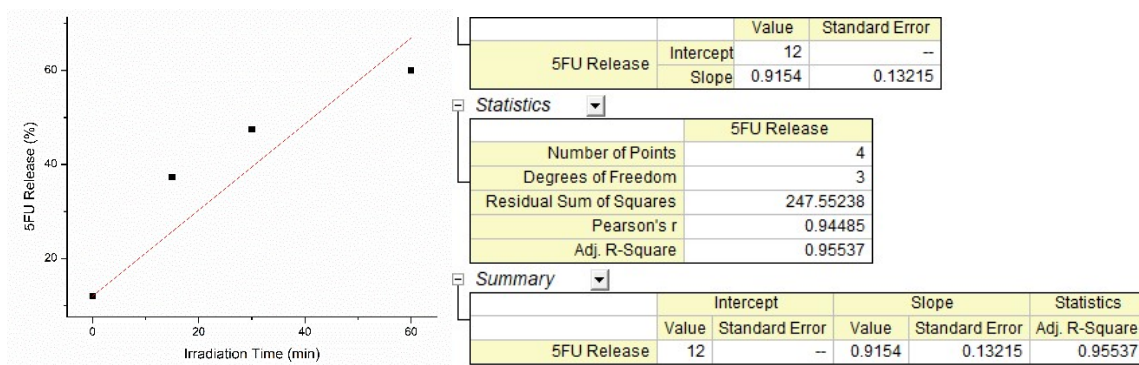 60
40
20
0 20 40 60
5FU Release (%)
Irradiation Time (min)
Value Standard Error
5FU Release Intercept 12 --
Slope 0.9154 0.13215
Statistics
5FU Release
Number of Points 4
Degrees of Freedom 3
Residual Sum of Squares 247.55238
Pearson's r 0.94485
Adj. R-Square 0.95537
Summary
Intercept Slope Statistics
Value Standard Error Value Standard Error Adj. R-Square
5FU Release 12 -- 0.9154 0.13215 0.95537